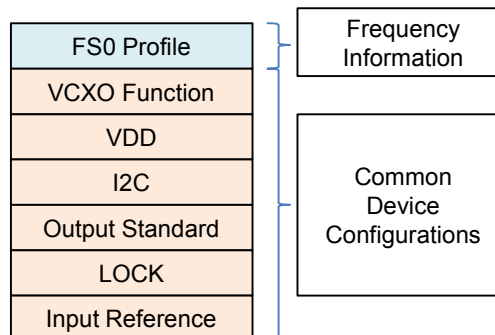 FS0 Profile
VCXO Function
VDD
I2C
Output Standard
LOCK
Input Reference
Frequency
Information
Common
Device
Configurations